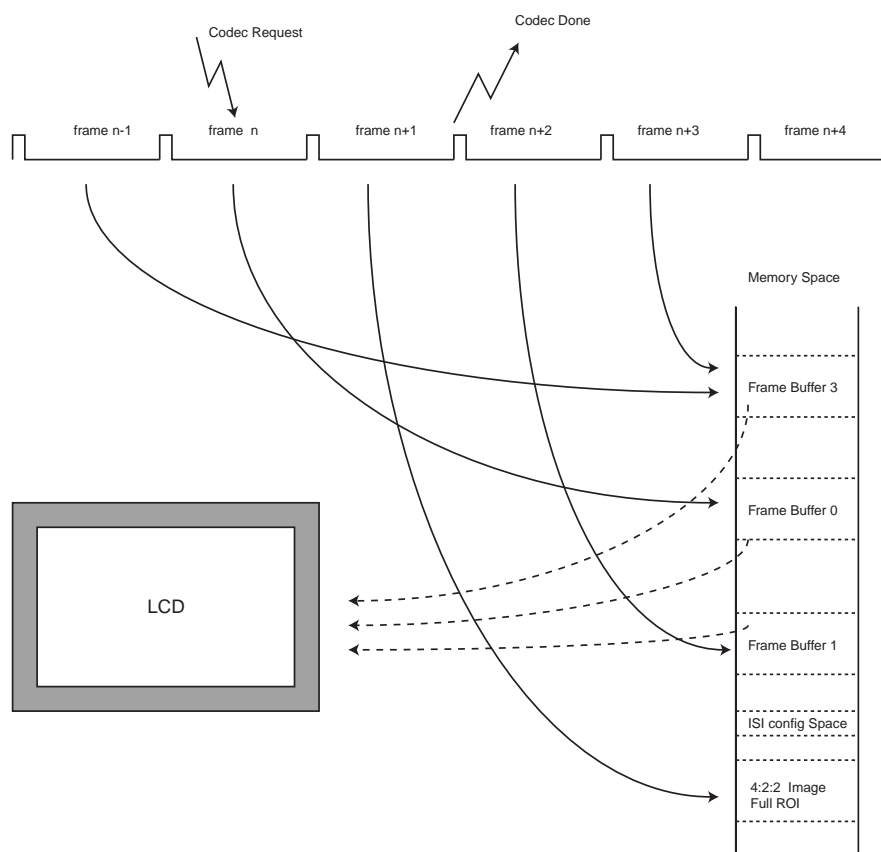 Codec Request
Codec Done
frame n-1
frame n
frame n+1
frame n+2
frame n+3
frame n+4
Memory Space
Frame Buffer 3
Frame Buffer 0
LCD
Frame Buffer 1
ISI config Space
4:2:2 Image
Full ROI